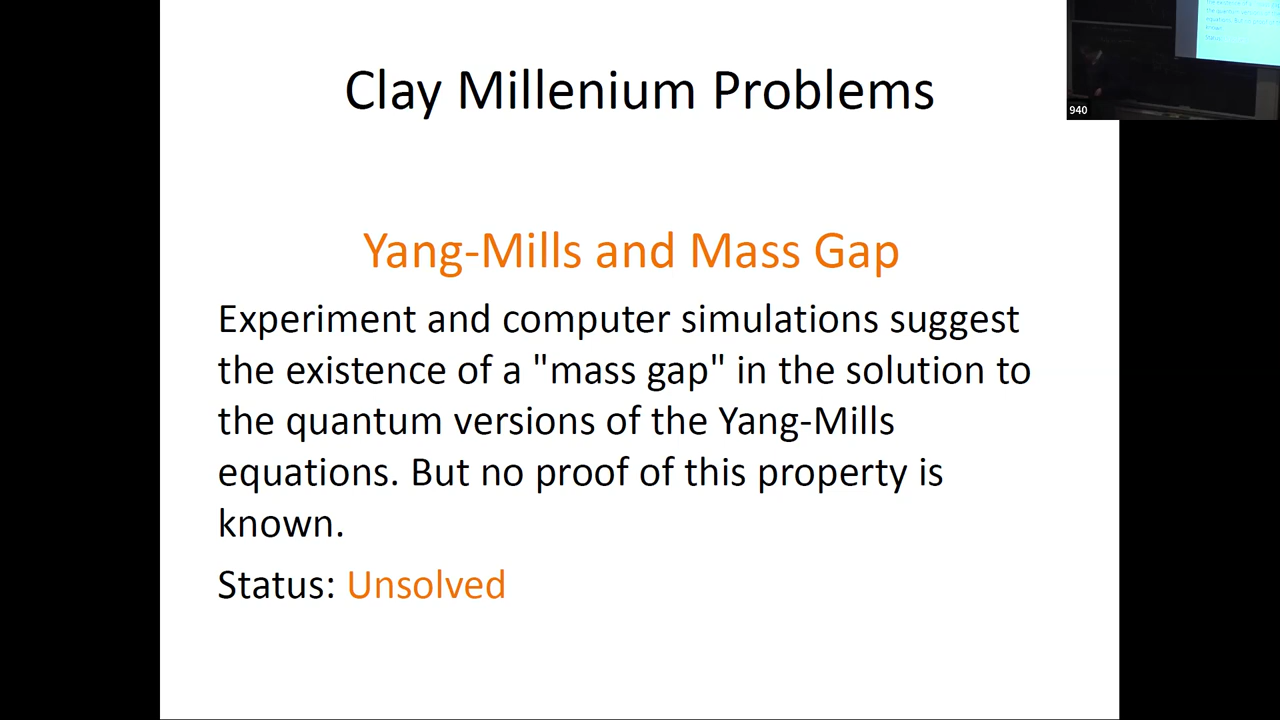 Clay Millenium Problems
940
Yang-Mills and Mass Gap
Experiment and computer simulations suggest
the existence of a "mass gap" in the solution to
the quantum versions of the Yang-Mills
equations. But no proof of this property is
known.
Status: Unsolved